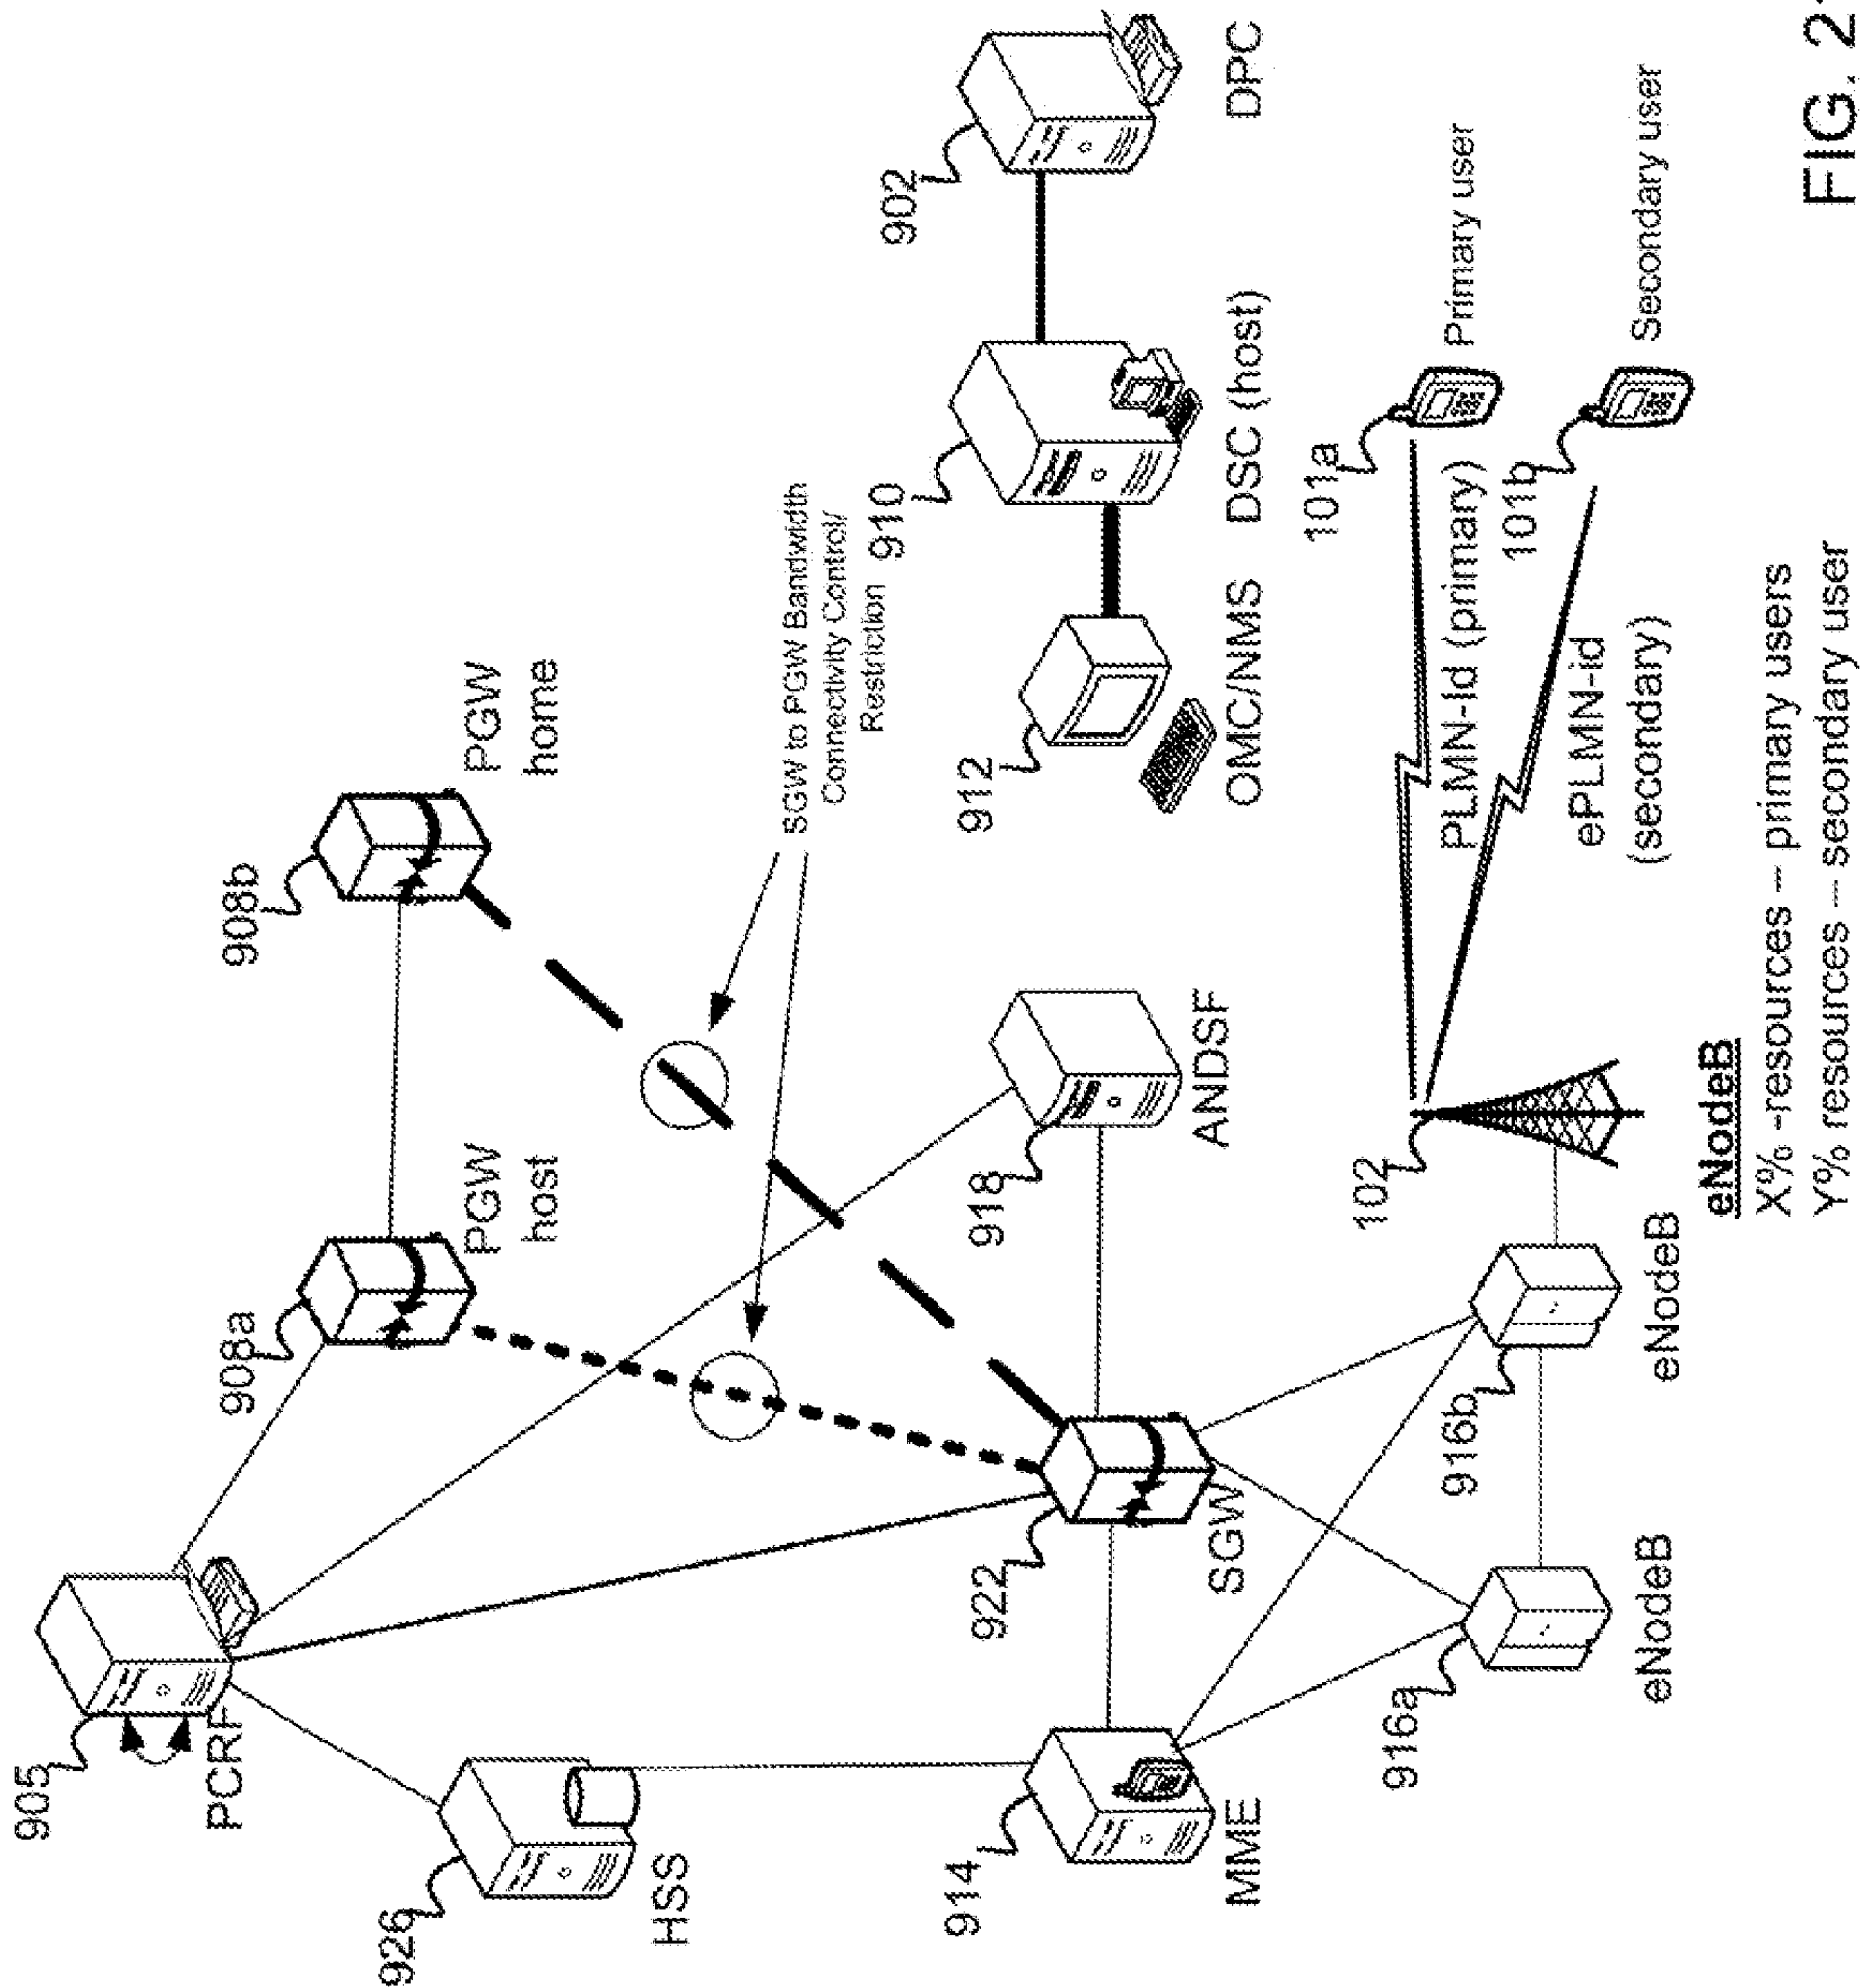 905
PCRF
926
HSS
908a
PGW
host
908b
PGW
home
SGW to PGW Bandwidth
Connectivity Control/
Restriction
914
MME
922
SGW
918
ANDSF
912
OMC/NMS
910
DSC (host)
902
DPC
916a
eNodeB
916b
eNodeB
102
eNodeB
X% -resources – primary users
Y% resources – secondary user
PLMN-Id (primary)
ePLMN-id
(secondary)
101a
Primary user
101b
Secondary user
FIG. 2